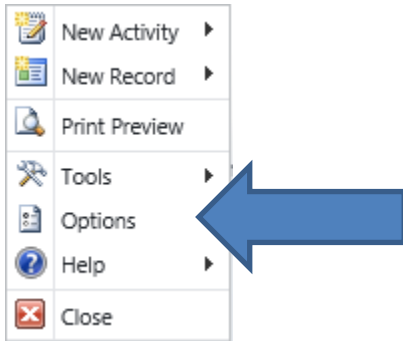 New Activity
New Record
Print Preview
Tools
Options
Help
Close